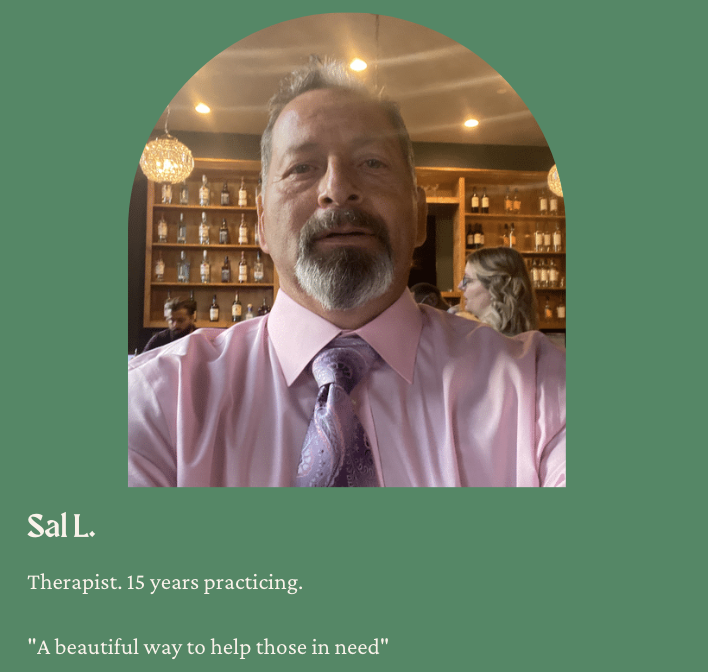 Sal L.
Therapist. 15 years practicing.
"A beautiful way to help those in need"